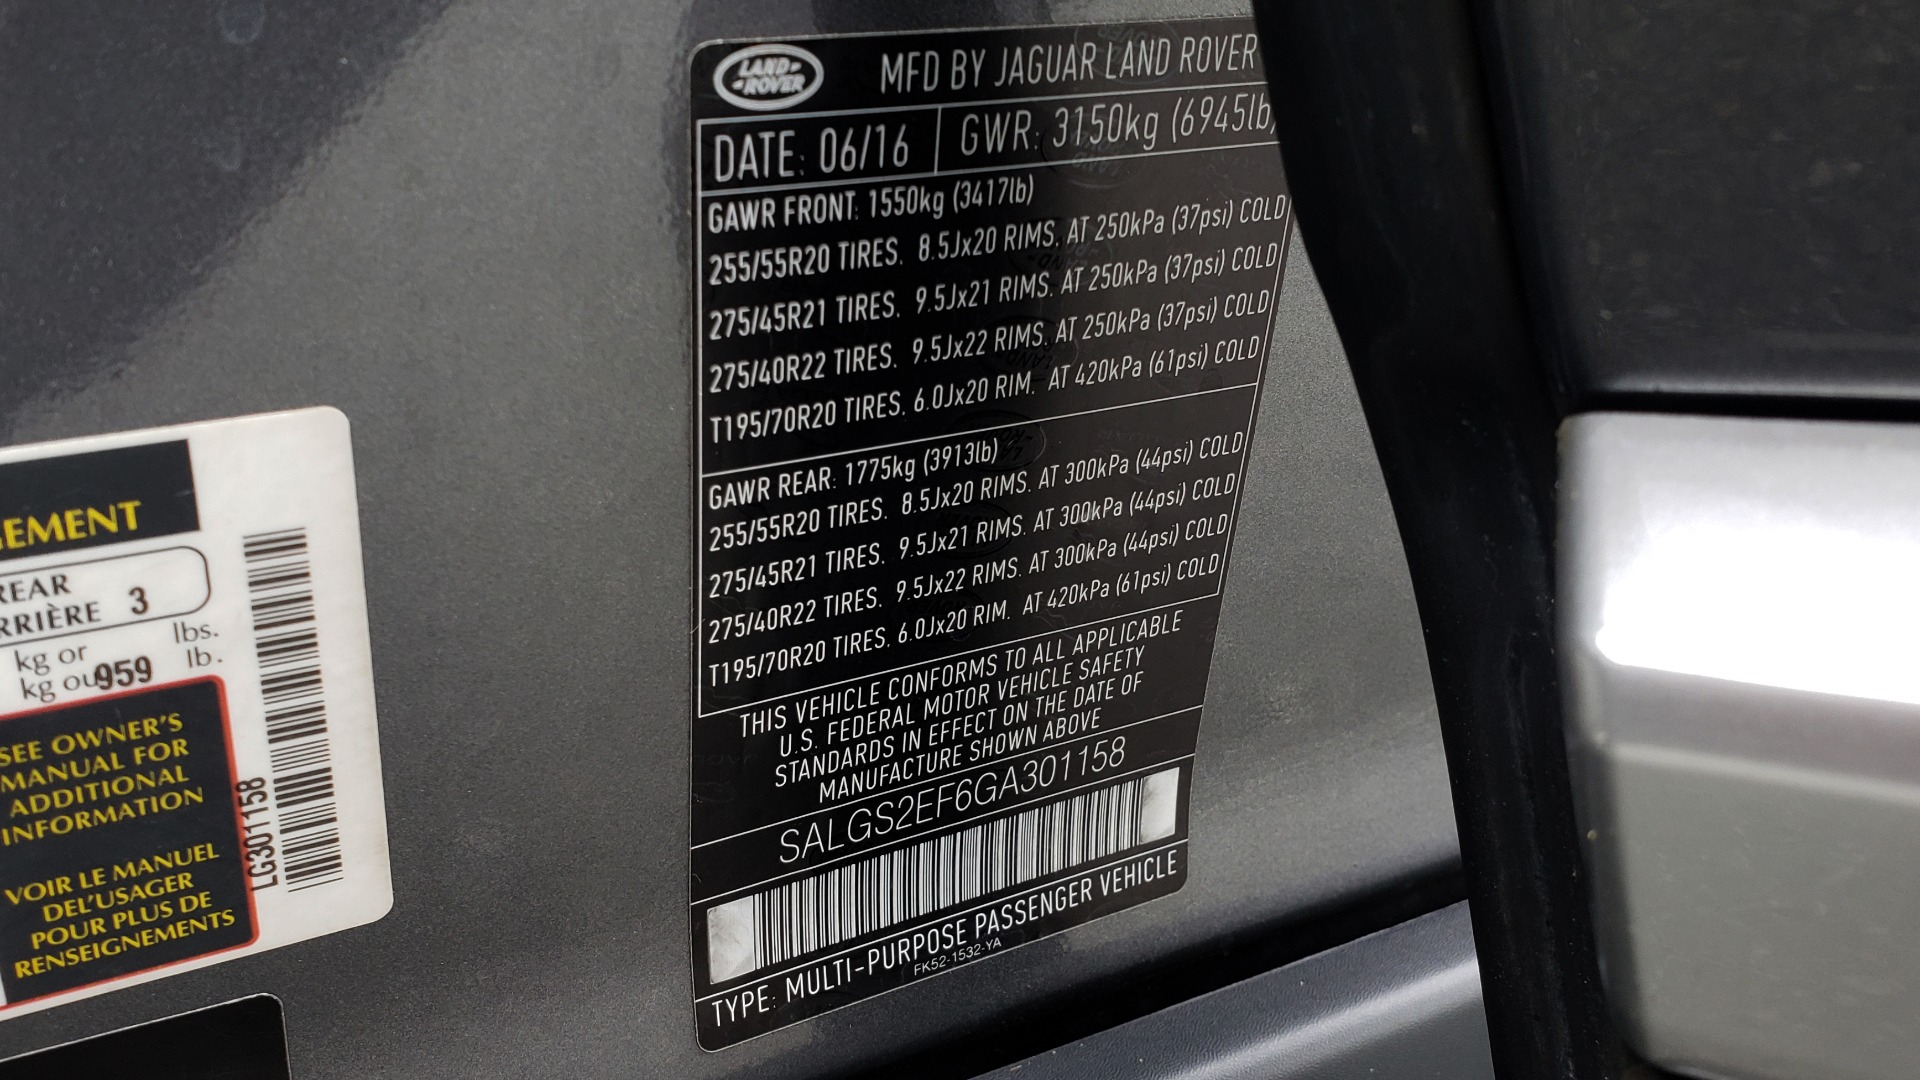 LAND-
-ROVER
MFD BY JAGUAR LAND ROVER
DATE: 06/16 GWR: 3150kg (6945lb)
GAWR FRONT: 1550kg (3417lb)
255/55R20 TIRES. 8.5Jx20 RIMS. AT 250kPa (37psi) COLD
275/45R21 TIRES. 9.5Jx21 RIMS. AT 250kPa (37psi) COLD
275/40R22 TIRES. 9.5Jx22 RIMS. AT 250kPa (37psi) COLD
T195/70R20 TIRES. 6.0Jx20 RIM. AT 420kPa (61psi) COLD
GAWR REAR: 1775kg (3913lb)
255/55R20 TIRES. 8.5Jx20 RIMS. AT 300kPa (44psi) COLD
275/45R21 TIRES. 9.5Jx21 RIMS. AT 300kPa (44psi) COLD
275/40R22 TIRES. 9.5Jx22 RIMS. AT 300kPa (44psi) COLD
T195/70R20 TIRES. 6.0Jx20 RIM. AT 420kPa (61psi) COLD
THIS VEHICLE CONFORMS TO ALL APPLICABLE
U.S. FEDERAL MOTOR VEHICLE SAFETY
STANDARDS IN EFFECT ON THE DATE OF
MANUFACTURE SHOWN ABOVE
SALGS2EF6GA301158
TYPE: MULTI-PURPOSE PASSENGER VEHICLE
FK52-1532-YA
EMENT
REAR
RRIÈRE 3
kg or lbs.
kg ou 959 lb.
SEE OWNER'S
MANUAL FOR
ADDITIONAL
INFORMATION
VOIR LE MANUEL
DEL'USAGER
POUR PLUS DE
RENSEIGNEMENTS
LG301158